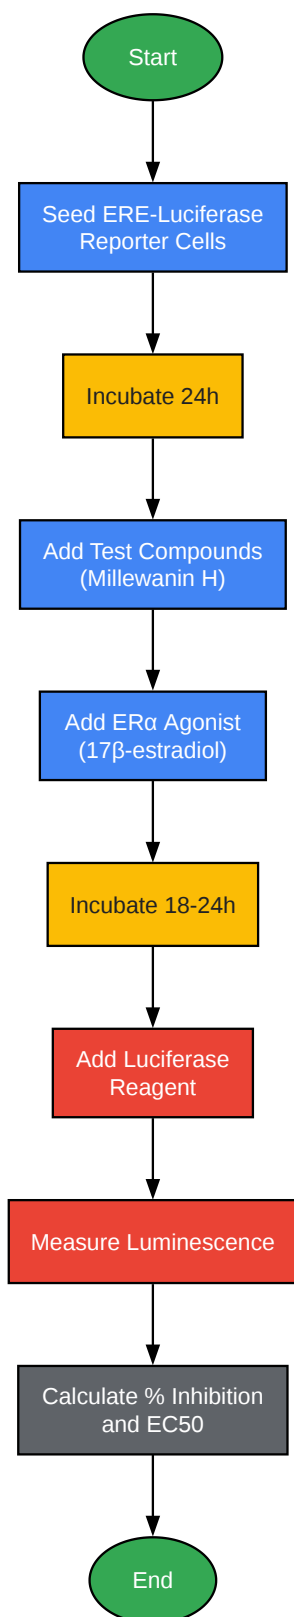 Start
Seed ERE-Luciferase
Reporter Cells
Incubate 24h
Add Test Compounds
(Millewanin H)
Add ERα Agonist
(17β-estradiol)
Incubate 18-24h
Add Luciferase
Reagent
Measure Luminescence
Calculate % Inhibition
and EC50
End